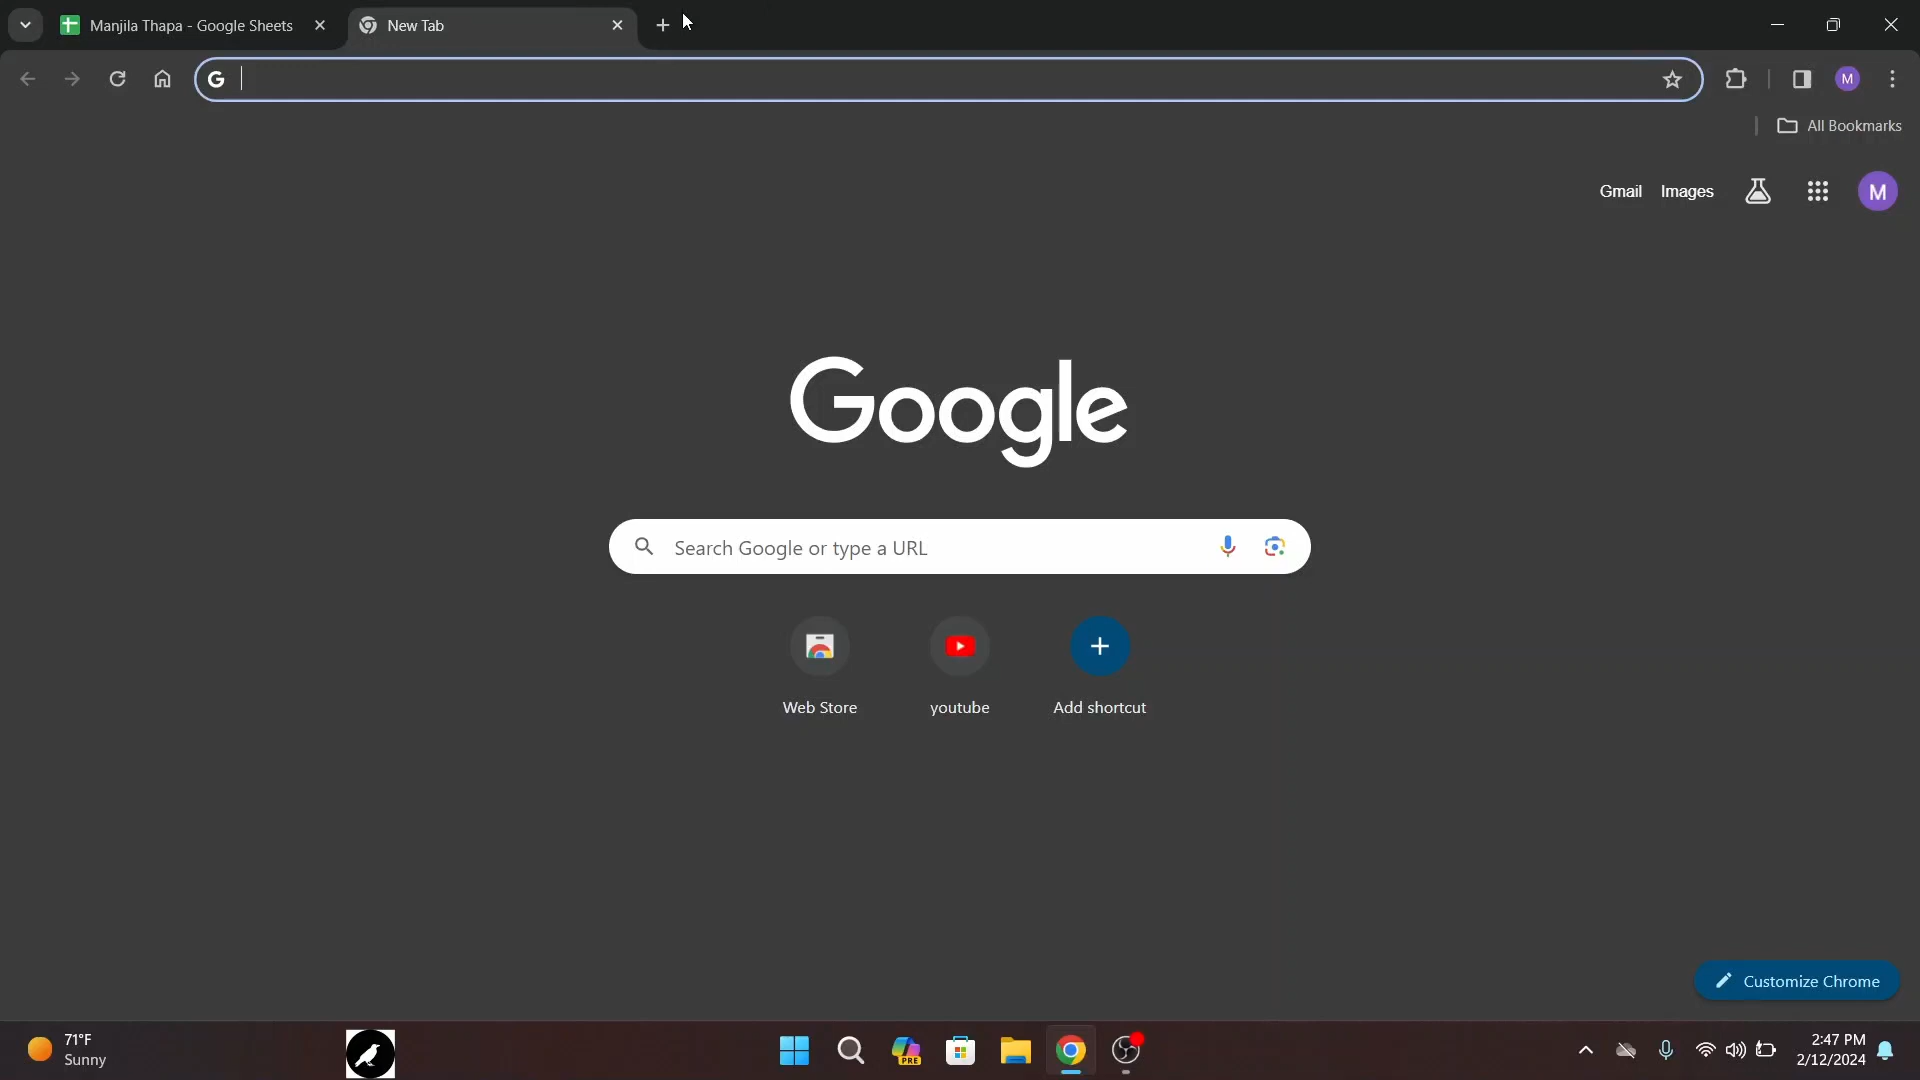 Manjila Thapa - Google Sheets
New Tab
G
M
All Bookmarks
Gmail Images
M
Google
Search Google or type a URL
Web Store
youtube
Add shortcut
Customize Chrome
71°F
Sunny
PRE
2:47 PM
2/12/2024